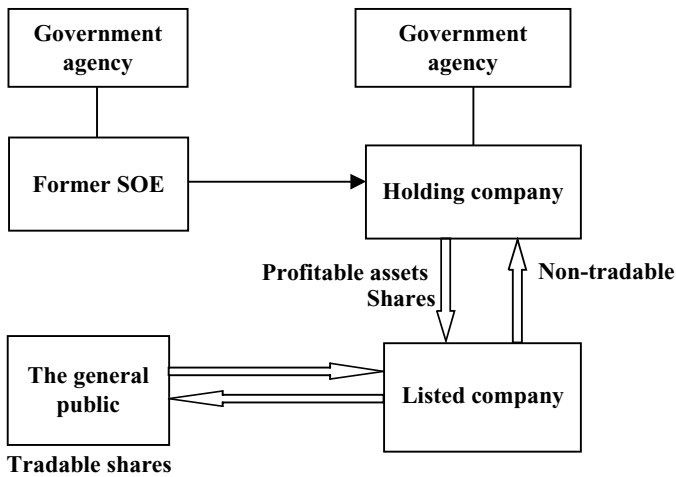 Government
agency
Government
agency
Former SOE
Holding company
Profitable assets
Shares
Non-tradable
The general
public
Listed company
Tradable shares